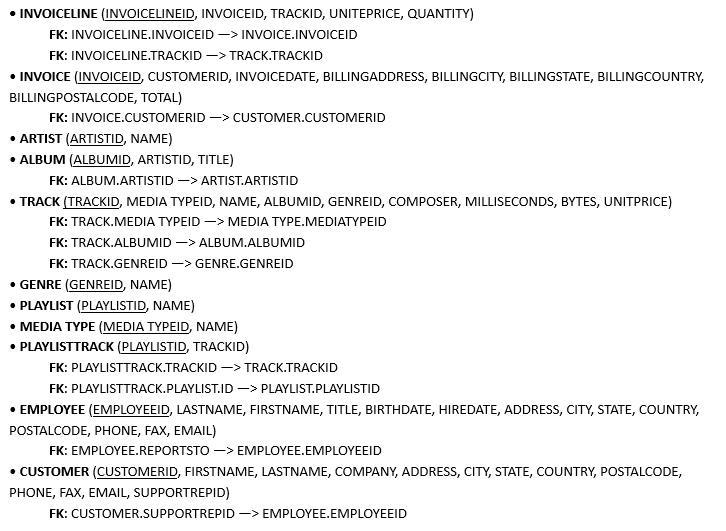 • INVOICELINE (INVOICELINEID, INVOICEID, TRACKID, UNITEPRICE, QUANTITY)
FK: INVOICELINE.INVOICEID —> INVOICE.INVOICEID
FK: INVOICELINE.TRACKID —> TRACK.TRACKID
• INVOICE (INVOICEID, CUSTOMERID, INVOICEDATE, BILLINGADDRESS, BILLINGCITY, BILLINGSTATE, BILLINGCOUNTRY,
BILLINGPOSTALCODE, TOTAL)
FK: INVOICE.CUSTOMERID —> CUSTOMER.CUSTOMERID
• ARTIST (ARTISTID, NAME)
• ALBUM (ALBUMID, ARTISTID, TITLE)
FK: ALBUM.ARTISTID —> ARTIST.ARTISTID
• TRACK (TRACKID, MEDIA TYPEID, NAME, ALBUMID, GENREID, COMPOSER, MILLISECONDS, BYTES, UNITPRICE)
FK: TRACK.MEDIA TYPEID —> MEDIA TYPE.MEDIATYPEID
FK: TRACK.ALBUMID —> ALBUM.ALBUMID
FK: TRACK.GENREID —> GENRE.GENREID
• GENRE (GENREID, NAME)
• PLAYLIST (PLAYLISTID, NAME)
• MEDIA TYPE (MEDIA TYPEID, NAME)
• PLAYLISTTRACK (PLAYLISTID, TRACKID)
FK: PLAYLISTTRACK.TRACKID —> TRACK.TRACKID
FK: PLAYLISTTRACK.PLAYLIST.ID —> PLAYLIST.PLAYLISTID
• EMPLOYEE (EMPLOYEEID, LASTNAME, FIRSTNAME, TITLE, BIRTHDATE, HIREDATE, ADDRESS, CITY, STATE, COUNTRY,
POSTALCODE, PHONE, FAX, EMAIL)
FK: EMPLOYEE.REPORTSTO —> EMPLOYEE.EMPLOYEEID
• CUSTOMER (CUSTOMERID, FIRSTNAME, LASTNAME, COMPANY, ADDRESS, CITY, STATE, COUNTRY, POSTALCODE,
PHONE, FAX, EMAIL, SUPPORTREPID)
FK: CUSTOMER.SUPPORTREPID —> EMPLOYEE.EMPLOYEEID